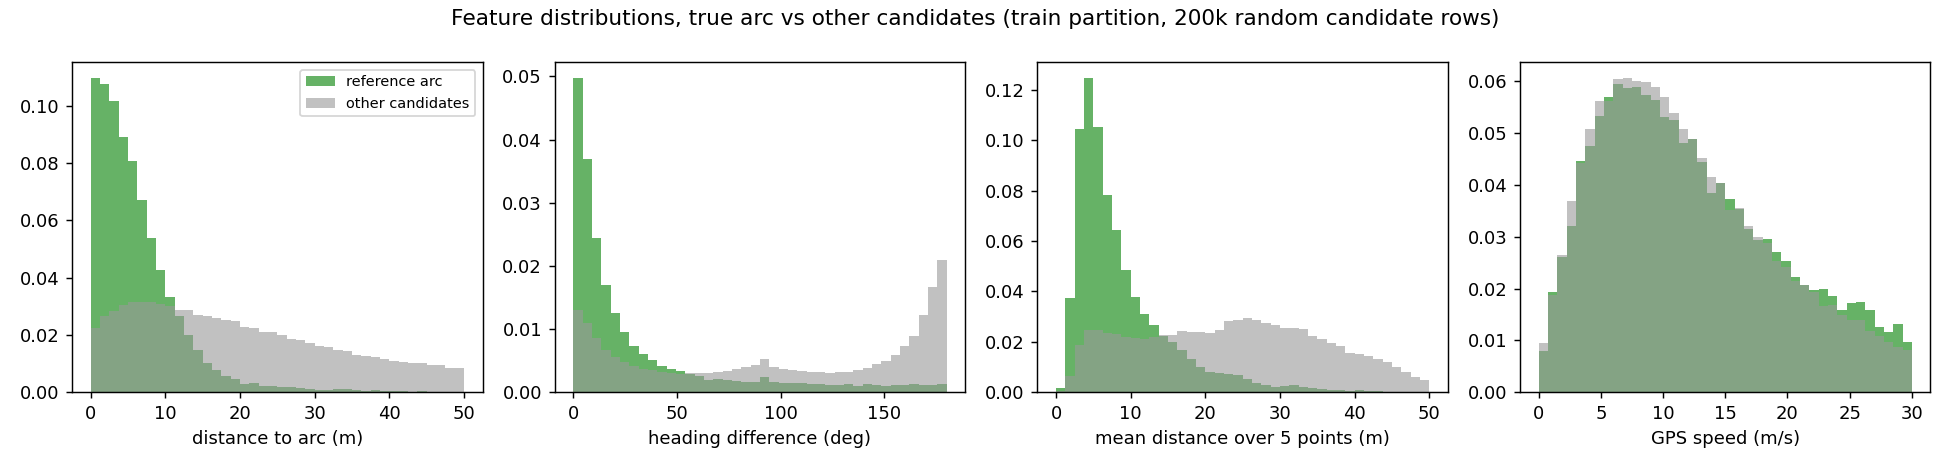 Feature distributions, true arc vs other candidates (train partition, 200k random candidate rows)
reference arc
other candidates
0.10
0.08
0.06
0.04
0.02
0.00
0 10 20 30 40 50
distance to arc (m)
0.05
0.04
0.03
0.02
0.01
0.00
0 50 100 150
heading difference (deg)
0.12
0.10
0.08
0.06
0.04
0.02
0.00
0 10 20 30 40 50
mean distance over 5 points (m)
0.06
0.05
0.04
0.03
0.02
0.01
0.00
0 5 10 15 20 25 30
GPS speed (m/s)